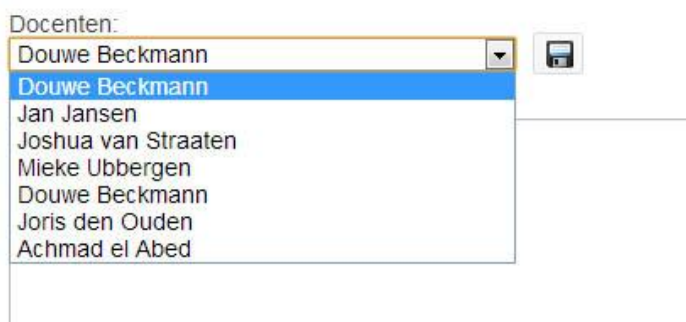 Docenten:
Douwe Beckmann
Douwe Beckmann
Jan Jansen
Joshua van Straaten
Mieke Ubbergen
Douwe Beckmann
Joris den Ouden
Achmad el Abed